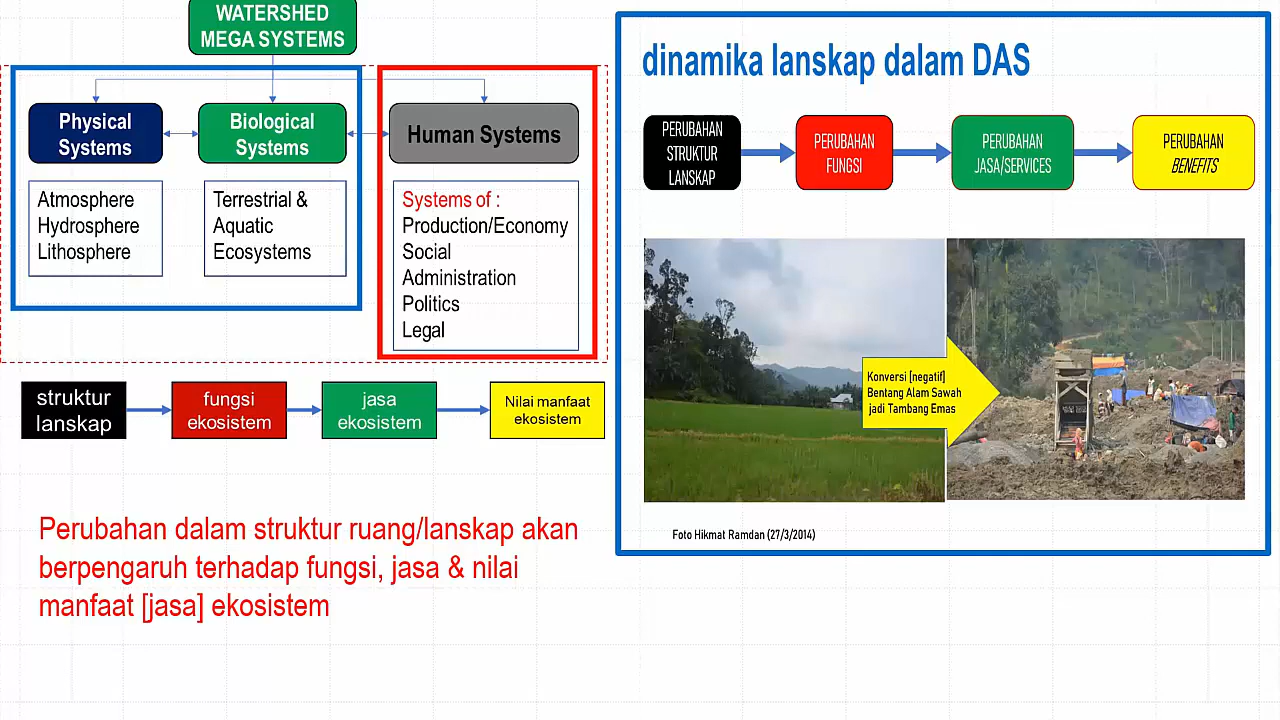 WATERSHED
MEGA SYSTEMS
Physical
Systems
Biological
Systems
Human Systems
Atmosphere
Hydrosphere
Lithosphere
Terrestrial &
Aquatic
Ecosystems
Systems of :
Production/Economy
Social
Administration
Politics
Legal
struktur
lanskap
fungsi
ekosistem
jasa
ekosistem
Nilai manfaat
ekosistem
Perubahan dalam struktur ruang/lanskap akan
berpengaruh terhadap fungsi, jasa & nilai
manfaat [jasa] ekosistem
dinamika lanskap dalam DAS
PERUBAHAN
STRUKTUR
LANSKAP
PERUBAHAN
FUNGSI
PERUBAHAN
JASA/SERVICES
PERUBAHAN
BENEFITS
Konversi [negatif]
Bentang Alam Sawah
jadi Tambang Emas
Foto Hikmat Ramdan (27/3/2014)